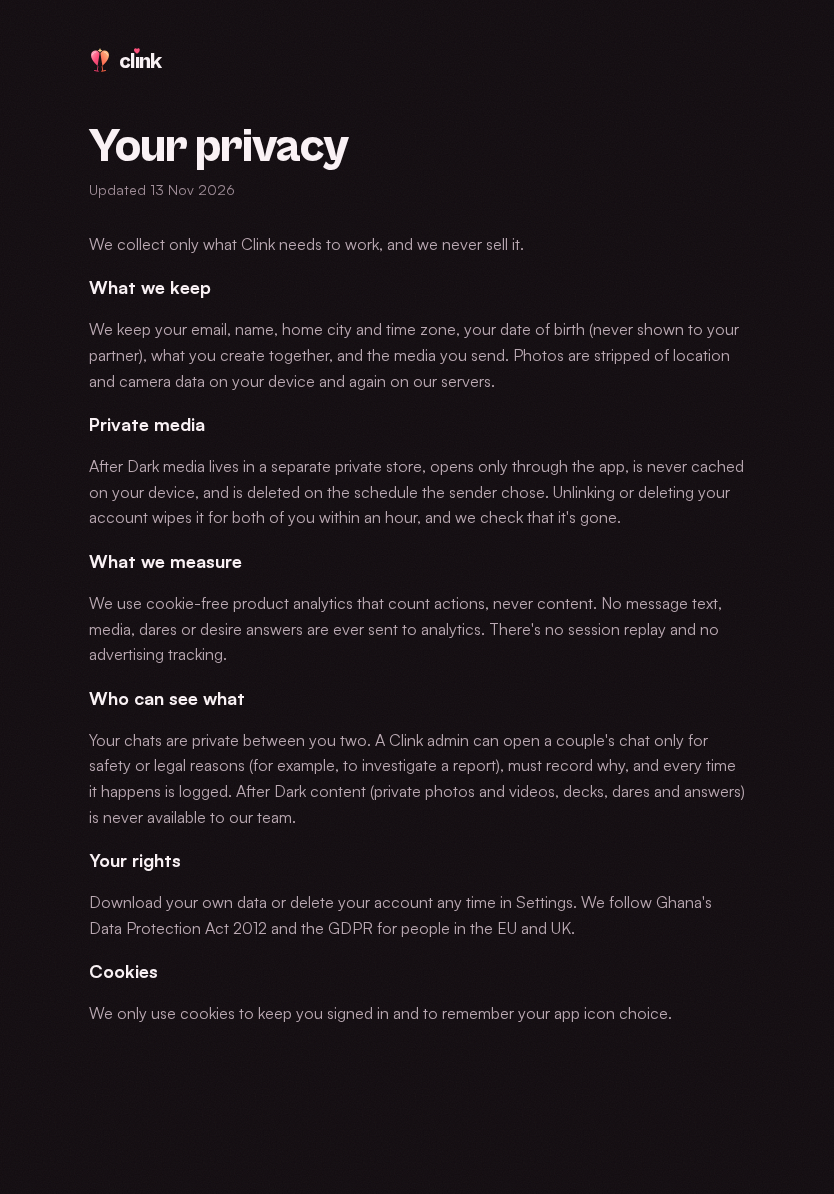 clink
Your privacy
Updated 13 Nov 2026
We collect only what Clink needs to work, and we never sell it.
What we keep
We keep your email, name, home city and time zone, your date of birth (never shown to your
partner), what you create together, and the media you send. Photos are stripped of location
and camera data on your device and again on our servers.
Private media
After Dark media lives in a separate private store, opens only through the app, is never cached
on your device, and is deleted on the schedule the sender chose. Unlinking or deleting your
account wipes it for both of you within an hour, and we check that it's gone.
What we measure
We use cookie-free product analytics that count actions, never content. No message text,
media, dares or desire answers are ever sent to analytics. There's no session replay and no
advertising tracking.
Who can see what
Your chats are private between you two. A Clink admin can open a couple's chat only for
safety or legal reasons (for example, to investigate a report), must record why, and every time
it happens is logged. After Dark content (private photos and videos, decks, dares and answers)
is never available to our team.
Your rights
Download your own data or delete your account any time in Settings. We follow Ghana's
Data Protection Act 2012 and the GDPR for people in the EU and UK.
Cookies
We only use cookies to keep you signed in and to remember your app icon choice.